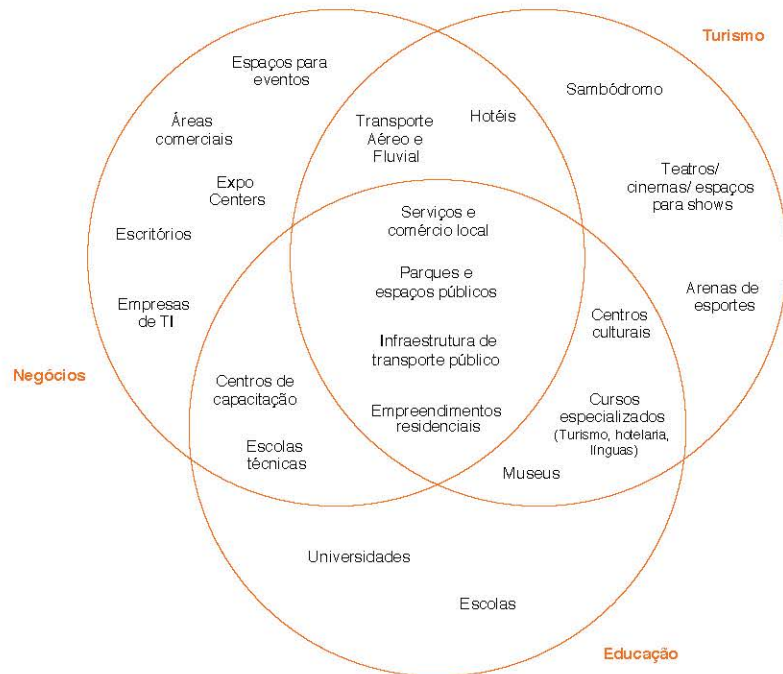 Turismo
Espaços para
eventos
Sambódromo
Áreas
comerciais
Transporte
Aéreo e
Fluvial
Hotéis
Teatros/
cinemas/ espaços
para shows
Expo
Centers
Escritórios
Serviços e
comércio local
Parques e
espaços públicos
Arenas de
esportes
Empresas
de TI
Centros
culturais
Infraestrutura de
transporte público
Negócios
Centros de
capacitação
Empreendimentos
residenciais
Cursos
especializados
(Turismo, hotelaria,
línguas)
Escolas
técnicas
Museus
Universidades
Escolas
Educação